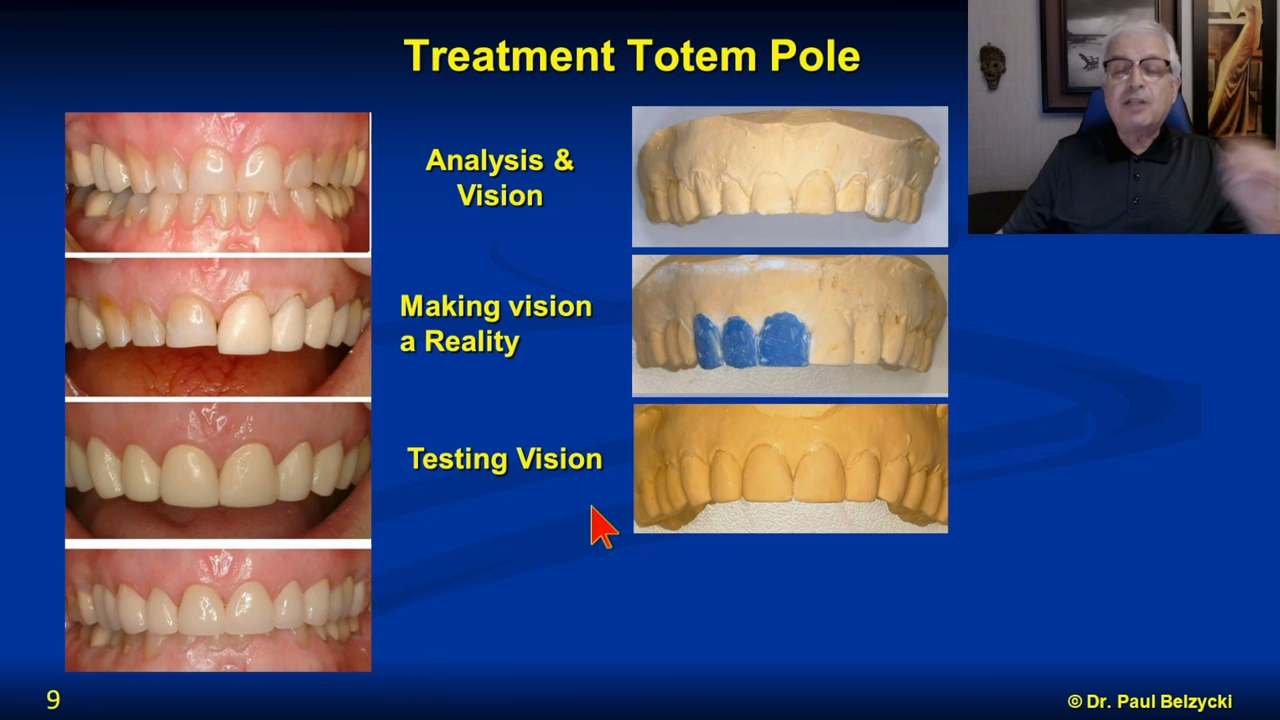 Treatment Totem Pole
Analysis &
Vision
Making vision
a Reality
Testing Vision
9
© Dr. Paul Belzycki